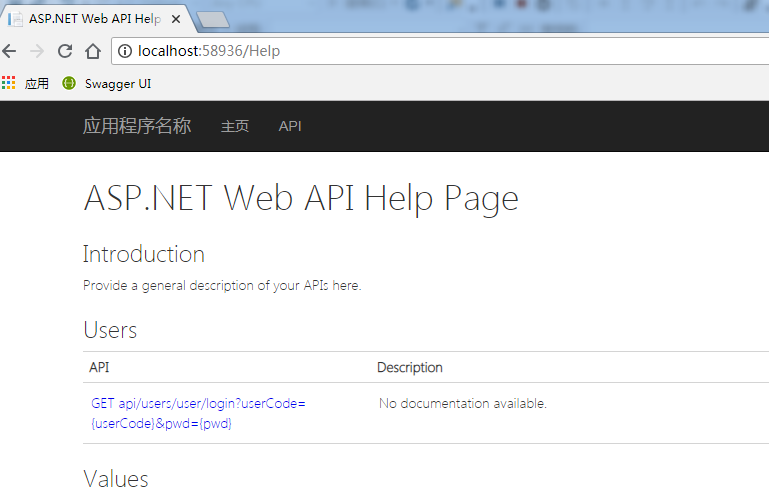 ASP.NET Web API Help
localhost:58936/Help
应用 Swagger UI
应用程序名称 主页 API
ASP.NET Web API Help Page
Introduction
Provide a general description of your APIs here.
Users
API Description
GET api/users/user/login?userCode= No documentation available.
{userCode}&pwd={pwd}
Values